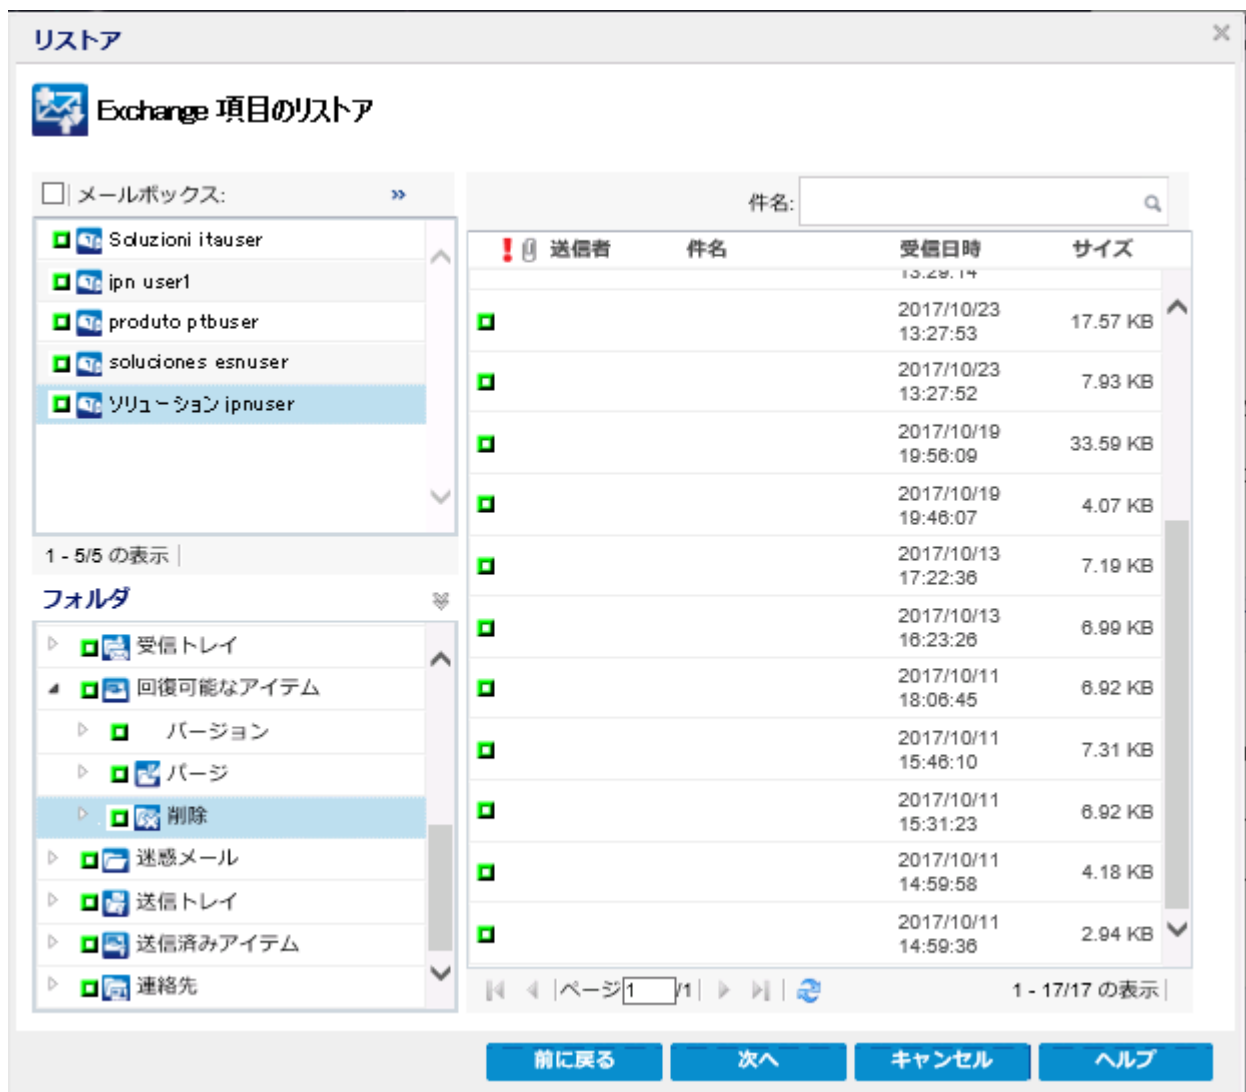 リストア
Exchange 項目のリストア
メールボックス: »
Soluzioni itauser
jpn user1
produto ptbuser
soluciones esnuser
ソリューション jpnuser
1 - 5/5 の表示
フォルダ
受信トレイ
回復可能なアイテム
バージョン
パージ
削除
迷惑メール
送信トレイ
送信済みアイテム
連絡先
件名:
送信者 件名 受信日時 サイズ
13:29:14
2017/10/23
13:27:53 17.57 KB
2017/10/23
13:27:52 7.93 KB
2017/10/19
19:56:09 33.59 KB
2017/10/19
19:46:07 4.07 KB
2017/10/13
17:22:36 7.19 KB
2017/10/13
16:23:26 6.99 KB
2017/10/11
18:06:45 6.92 KB
2017/10/11
15:46:10 7.31 KB
2017/10/11
15:31:23 6.92 KB
2017/10/11
14:59:58 4.18 KB
2017/10/11
14:59:36 2.94 KB
ページ 1 /1 1 - 17/17 の表示
前に戻る 次へ キャンセル ヘルプ